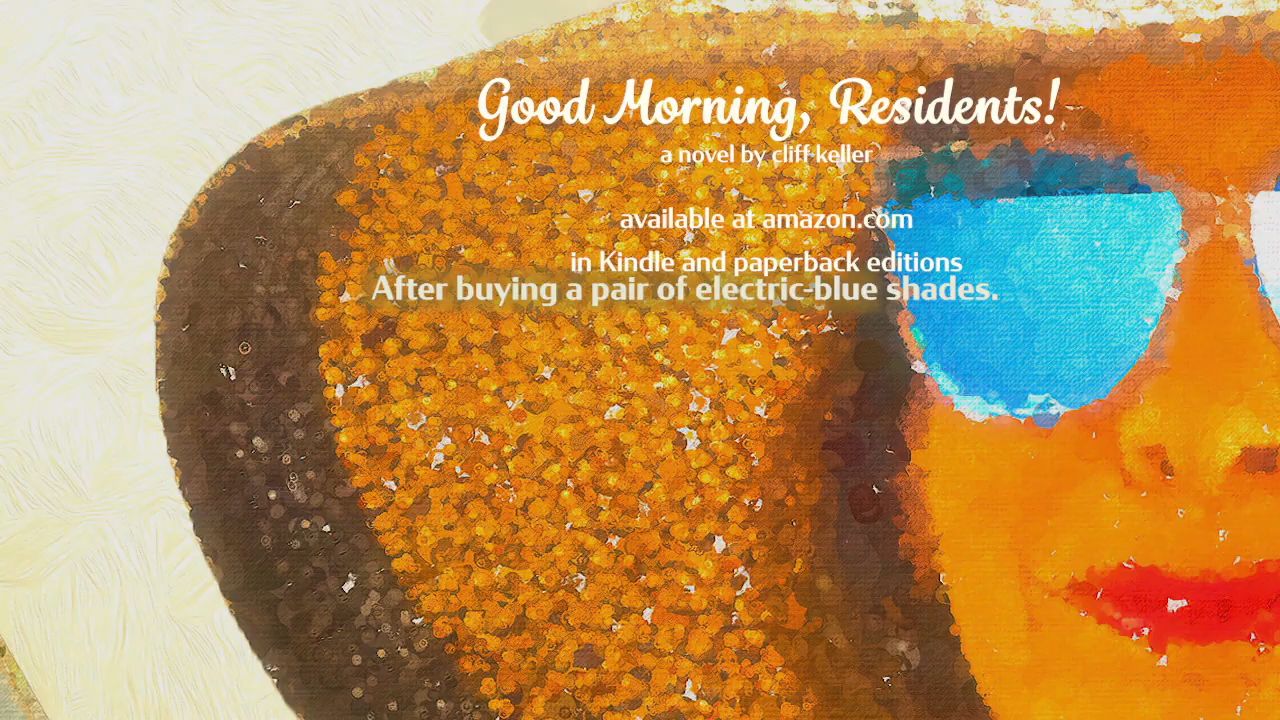 Good Morning, Residents!
a novel by cliff keller
available at amazon.com
in Kindle and paperback editions
After buying a pair of electric-blue shades.